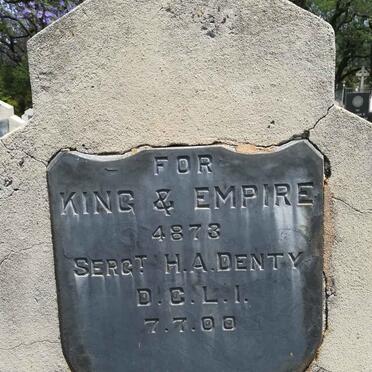 FOR
KING & EMPIRE
4873
SERGT H.A.DENTY
D.C.L.I.
7.7.00